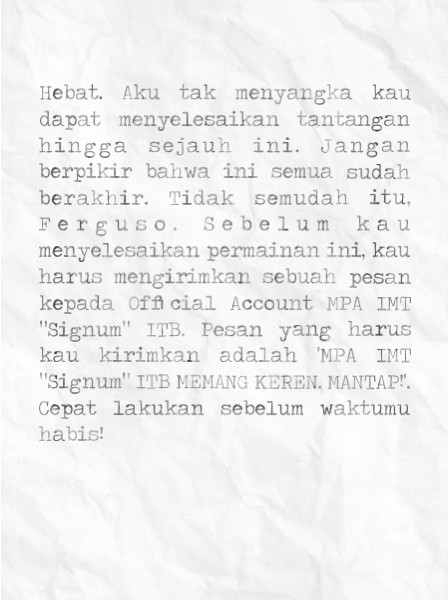 Hebat. Aku tak menyangka kau
dapat menyelesaikan tantangan
hingga sejauh ini. Jangan
berpikir bahwa ini semua sudah
berakhir. Tidak semudah itu,
Ferguso. Sebelum kau
menyelesaikan permainan ini, kau
harus mengirimkan sebuah pesan
kepada Official Account MPA IMT
"Signum" ITB. Pesan yang harus
kau kirimkan adalah 'MPA IMT
"Signum" ITB MEMANG KEREN. MANTAP!'.
Cepat lakukan sebelum waktumu
habis!